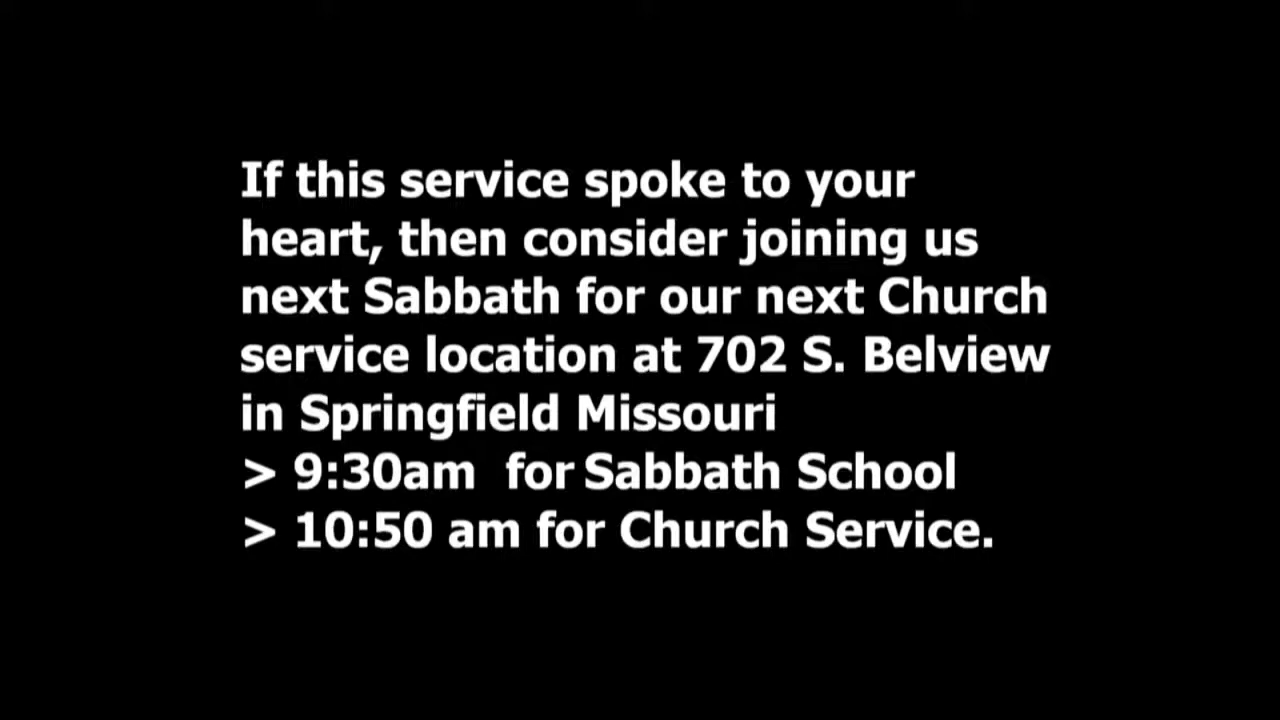 If this service spoke to your
heart, then consider joining us
next Sabbath for our next Church
service location at 702 S. Belview
in Springfield Missouri
> 9:30am  for Sabbath School
> 10:50 am for Church Service.